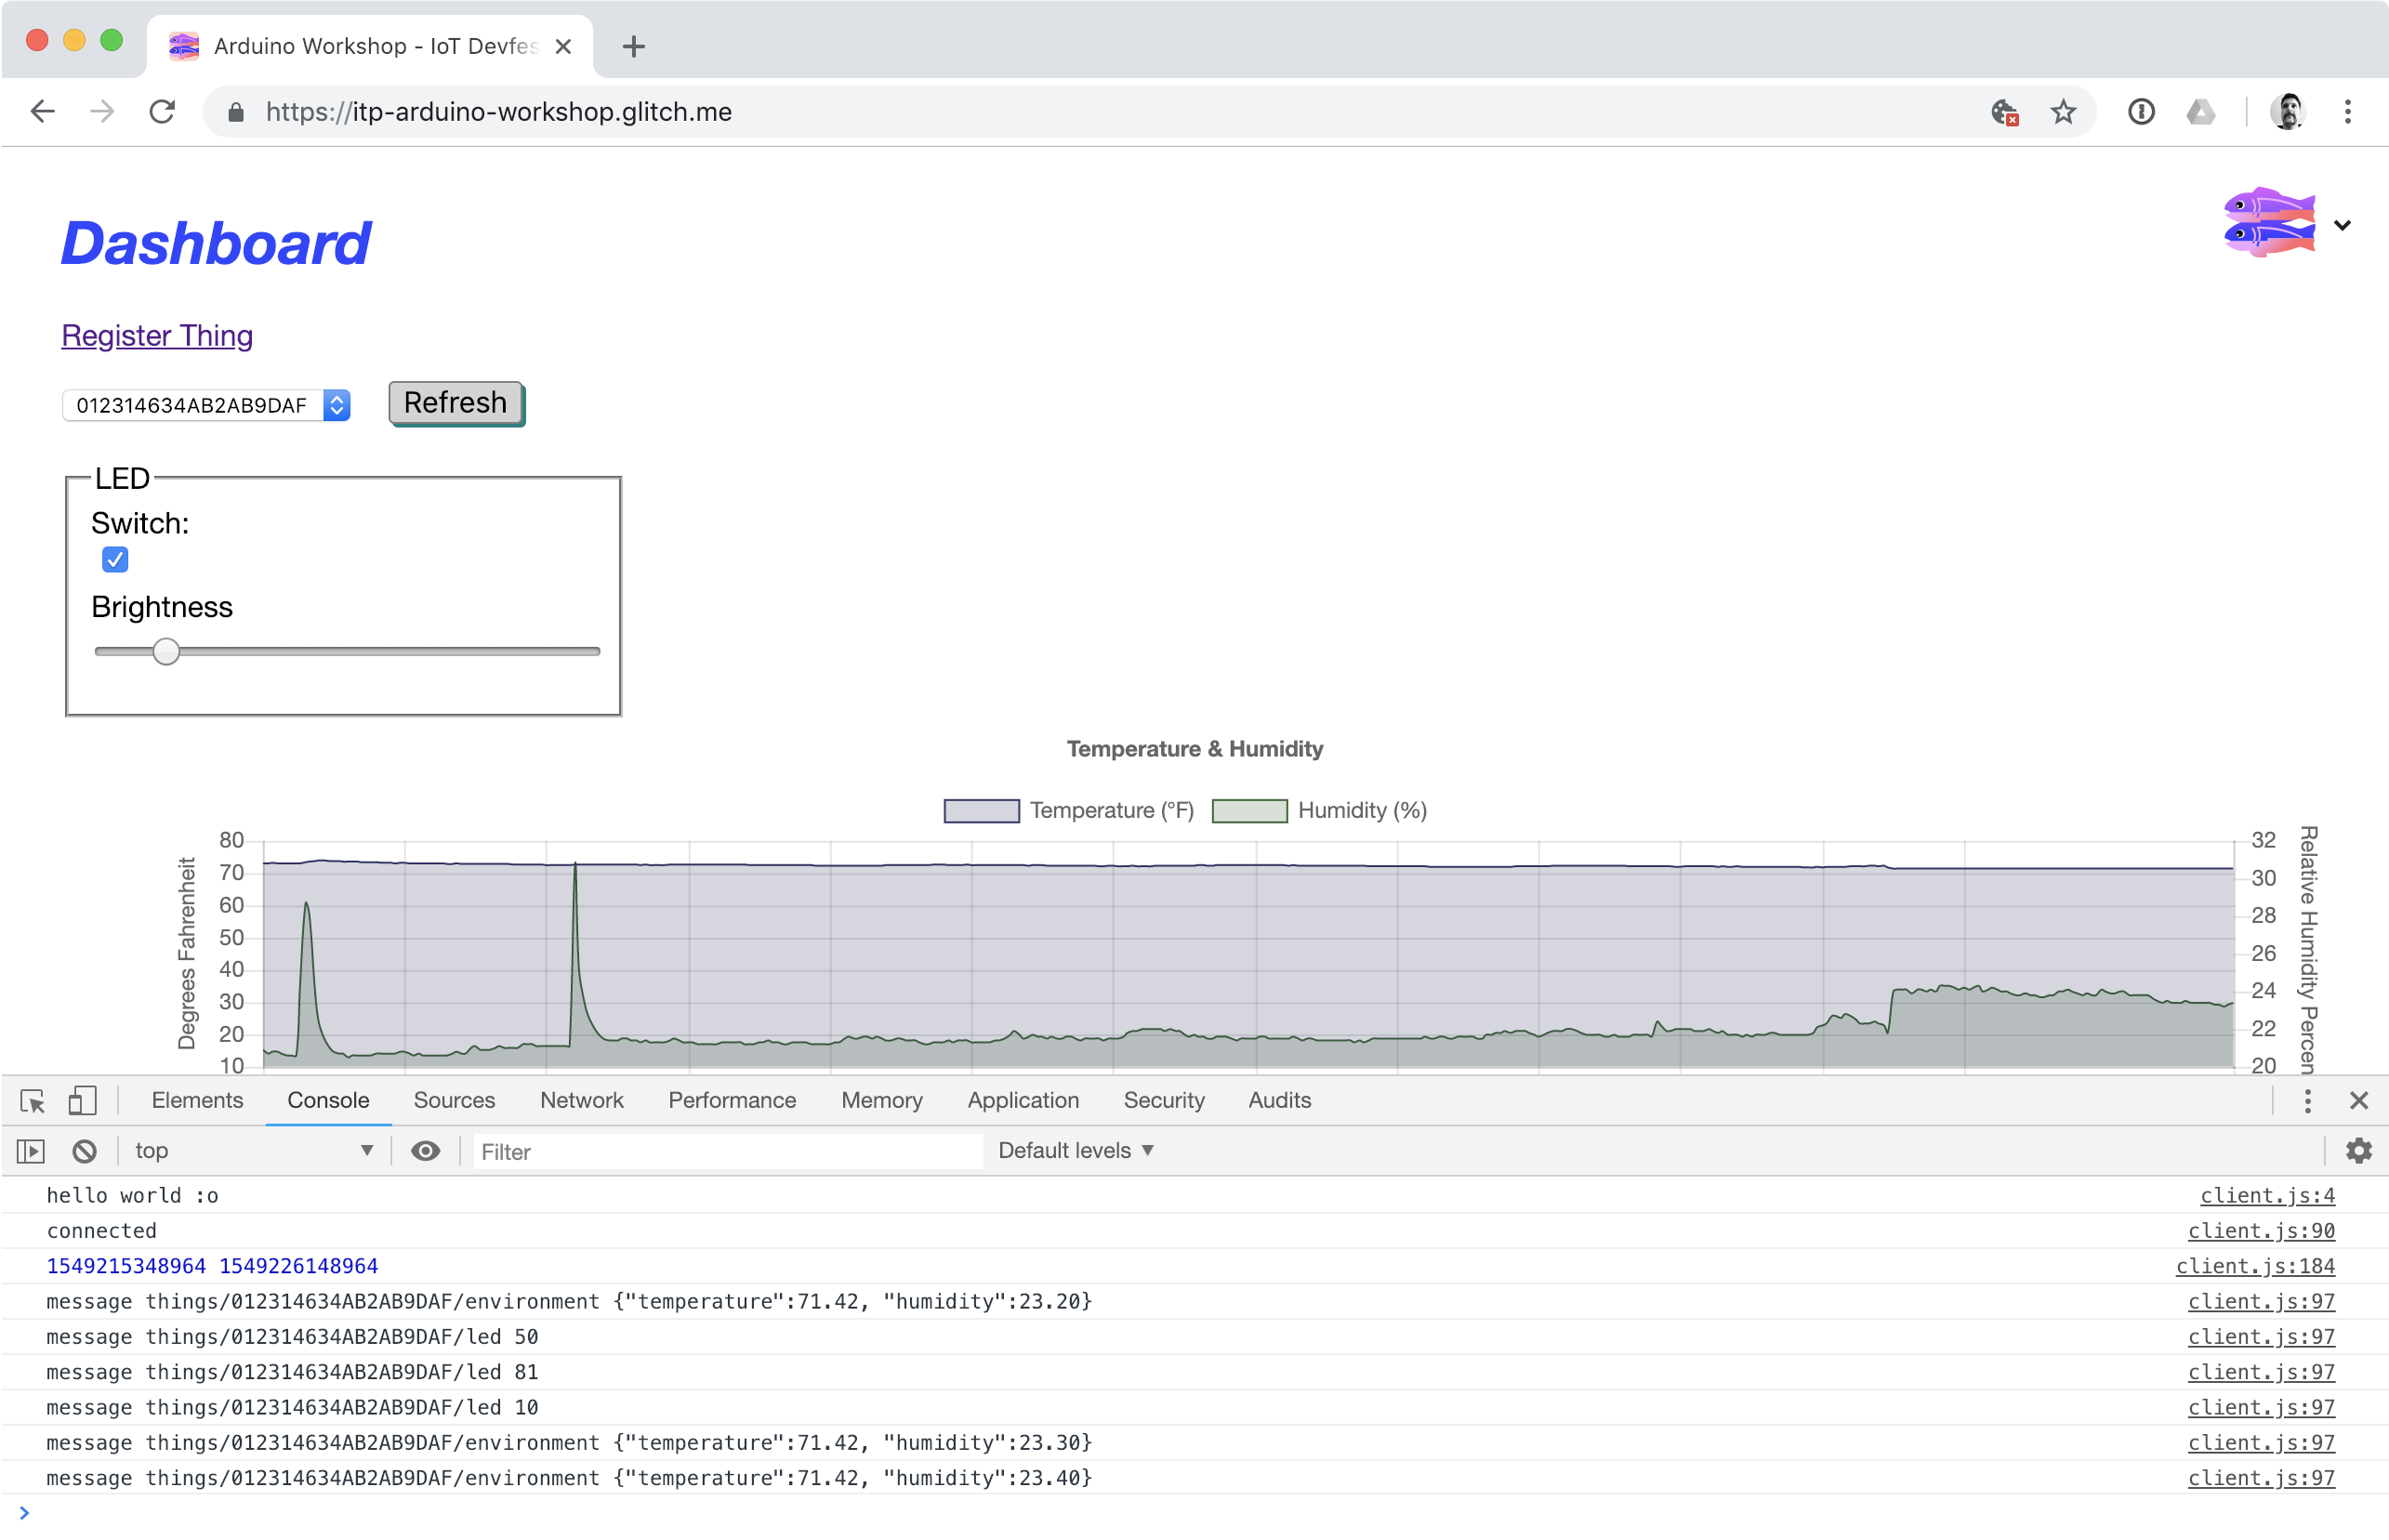 Arduino Workshop - IoT Devfes
https://itp-arduino-workshop.glitch.me
Dashboard
Register Thing
012314634AB2AB9DAF Refresh
LED
Switch:
Brightness
Temperature & Humidity
Temperature (°F) Humidity (%)
Degrees Fahrenheit
80
70
60
50
40
30
20
10
32
30
28
26
24
22
20
Relative Humidity Percen
Elements Console Sources Network Performance Memory Application Security Audits
top Filter Default levels
hello world :o client.js:4
connected client.js:90
1549215348964 1549226148964 client.js:184
message things/012314634AB2AB9DAF/environment {"temperature":71.42, "humidity":23.20} client.js:97
message things/012314634AB2AB9DAF/led 50 client.js:97
message things/012314634AB2AB9DAF/led 81 client.js:97
message things/012314634AB2AB9DAF/led 10 client.js:97
message things/012314634AB2AB9DAF/environment {"temperature":71.42, "humidity":23.30} client.js:97
message things/012314634AB2AB9DAF/environment {"temperature":71.42, "humidity":23.40} client.js:97